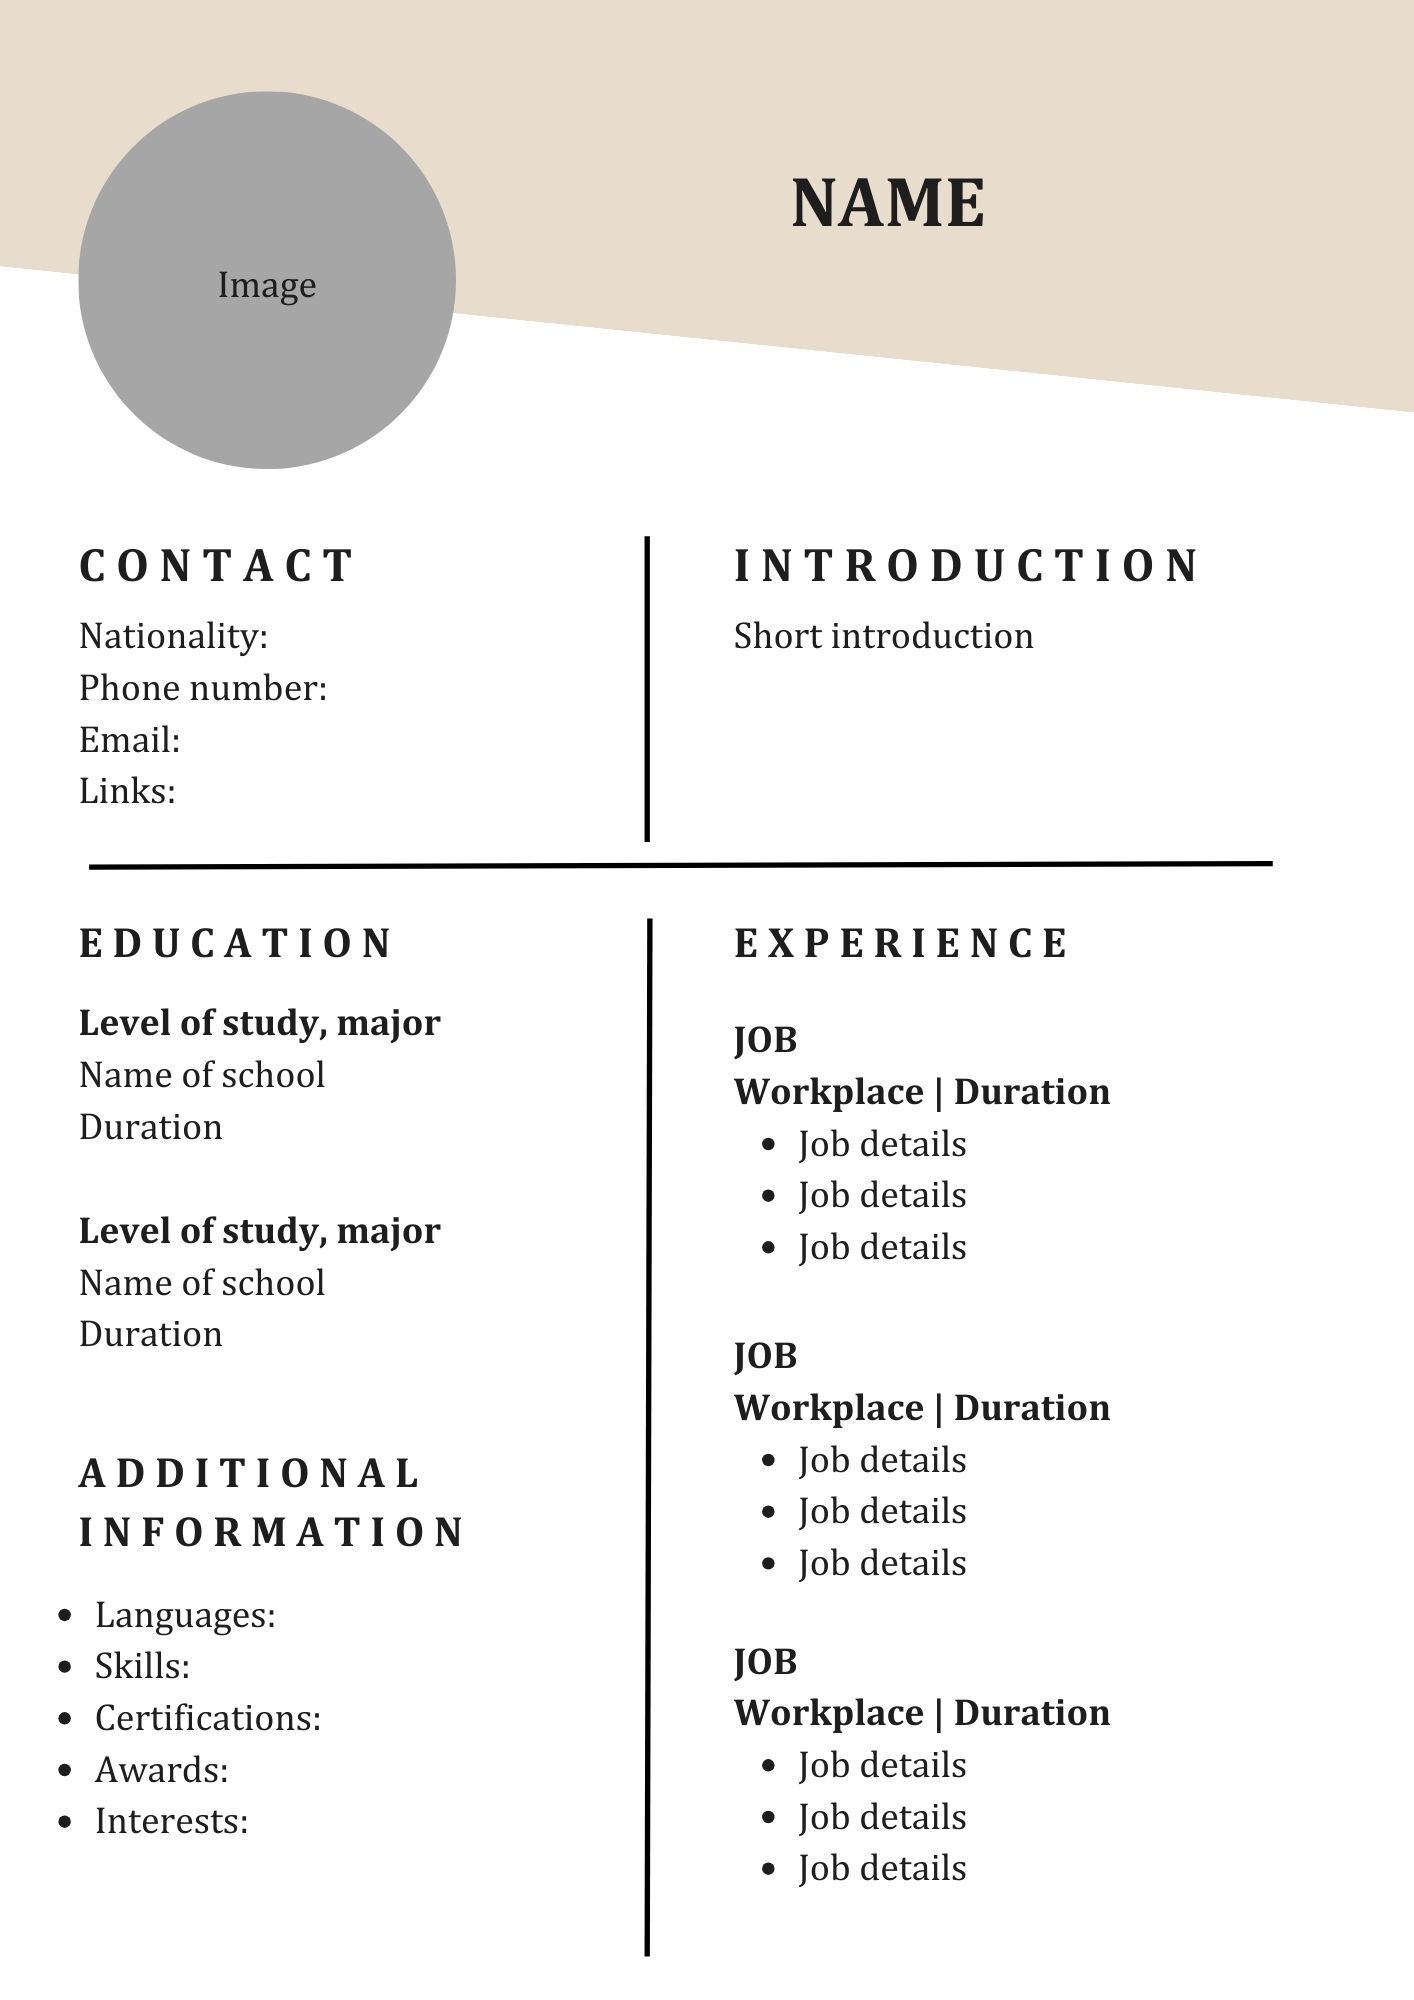 NAME
Image
CONTACT
Nationality:
Phone number:
Email:
Links:
INTRODUCTION
Short introduction
EDUCATION
Level of study, major
Name of school
Duration
Level of study, major
Name of school
Duration
ADDITIONAL
INFORMATION
• Languages:
• Skills:
• Certifications:
• Awards:
• Interests:
EXPERIENCE
JOB
Workplace | Duration
• Job details
• Job details
• Job details
JOB
Workplace | Duration
• Job details
• Job details
• Job details
JOB
Workplace | Duration
• Job details
• Job details
• Job details